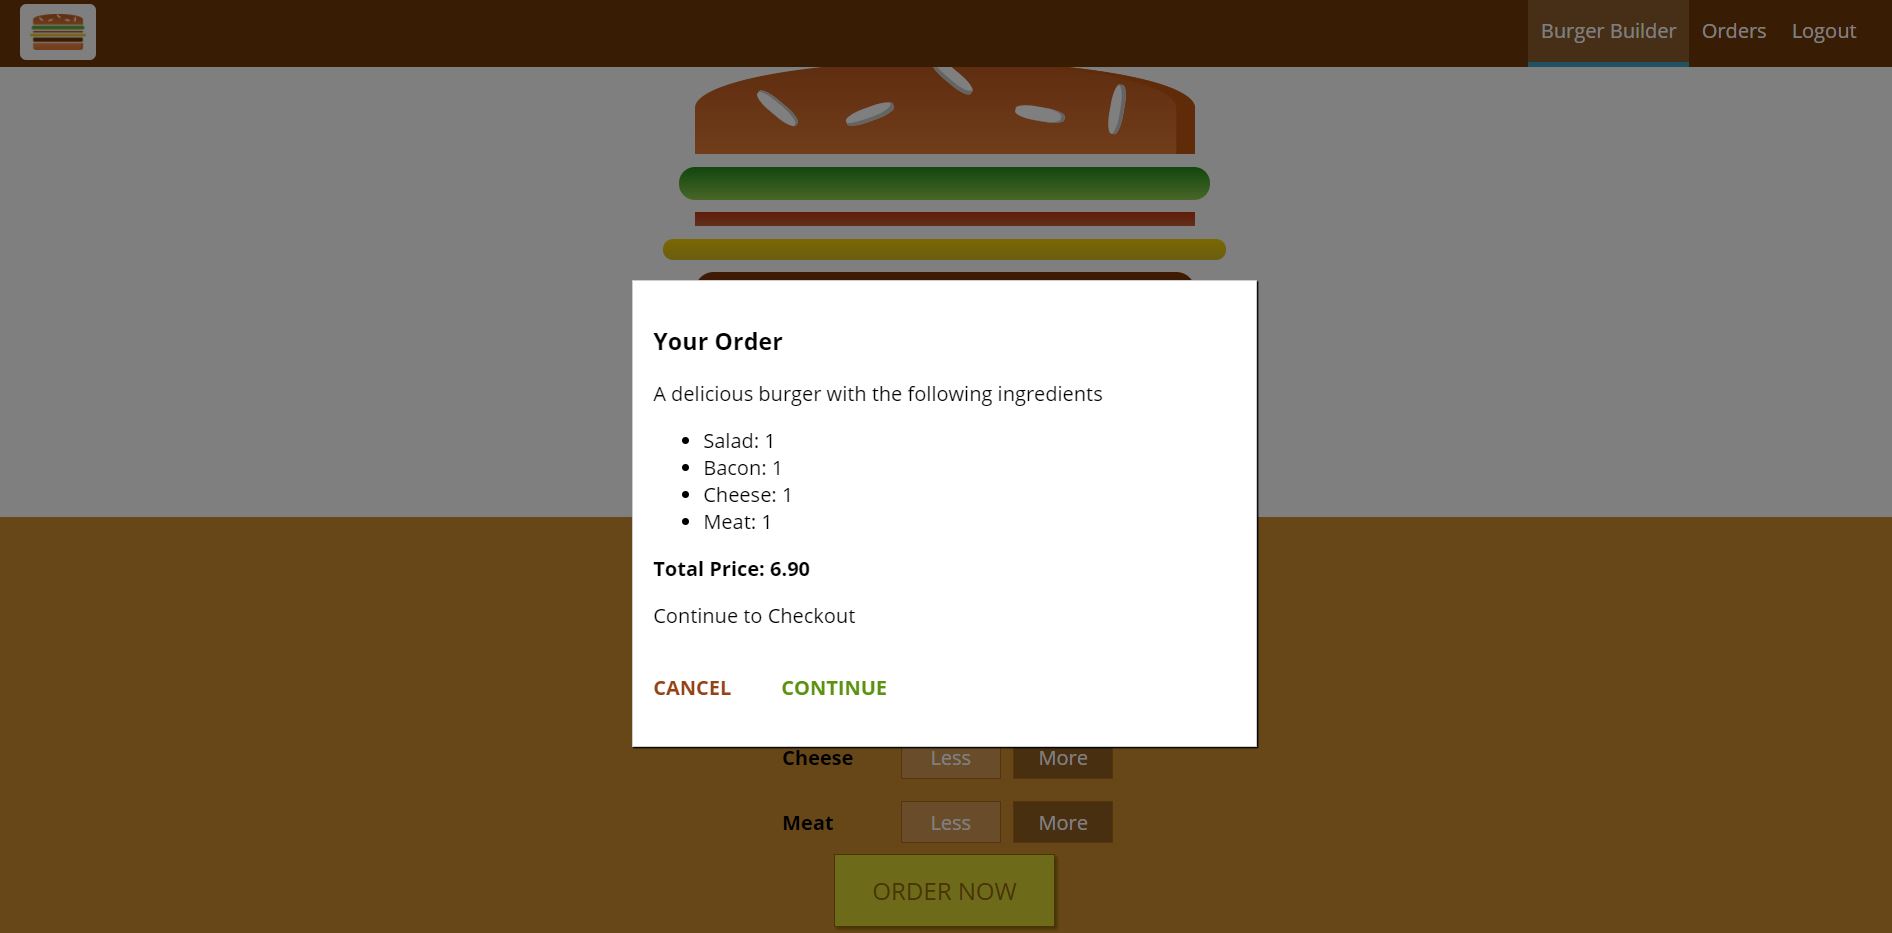 Burger Builder Orders Logout
Your Order
A delicious burger with the following ingredients
• Salad: 1
• Bacon: 1
• Cheese: 1
• Meat: 1
Total Price: 6.90
Continue to Checkout
CANCEL CONTINUE
Cheese Less More
Meat Less More
ORDER NOW